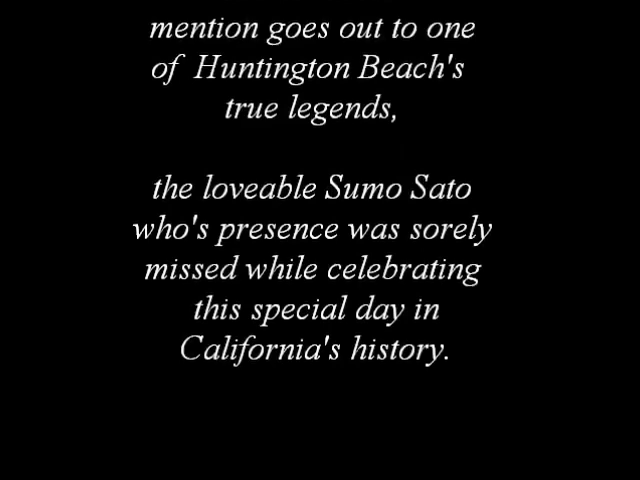 mention goes out to one
of Huntington Beach's
true legends,
the loveable Sumo Sato
who's presence was sorely
missed while celebrating
this special day in
California's history.